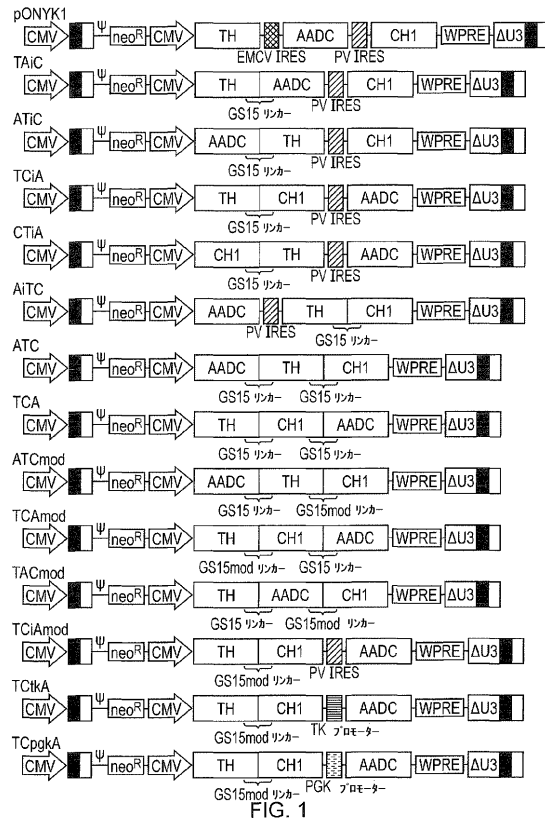 pONYK1
CMV Ψ neoR CMV TH AADC CH1 WPRE ΔU3
EMCV IRES PV IRES
TAiC
CMV Ψ neoR CMV TH AADC CH1 WPRE ΔU3
GS15 リンカー PV IRES
ATiC
CMV Ψ neoR CMV AADC TH CH1 WPRE ΔU3
GS15 リンカー PV IRES
TCiA
CMV Ψ neoR CMV TH CH1 AADC WPRE ΔU3
GS15 リンカー PV IRES
CTiA
CMV Ψ neoR CMV CH1 TH AADC WPRE ΔU3
GS15 リンカー PV IRES
AiTC
CMV Ψ neoR CMV AADC TH CH1 WPRE ΔU3
PV IRES GS15 リンカー
ATC
CMV Ψ neoR CMV AADC TH CH1 WPRE ΔU3
GS15 リンカー GS15 リンカー
TCA
CMV Ψ neoR CMV TH CH1 AADC WPRE ΔU3
GS15 リンカー GS15 リンカー
ATCmod
CMV Ψ neoR CMV AADC TH CH1 WPRE ΔU3
GS15 リンカー GS15mod リンカー
TCAmod
CMV Ψ neoR CMV TH CH1 AADC WPRE ΔU3
GS15mod リンカー GS15 リンカー
TACmod
CMV Ψ neoR CMV TH AADC CH1 WPRE ΔU3
GS15 リンカー GS15mod リンカー
TCiAmod
CMV Ψ neoR CMV TH CH1 AADC WPRE ΔU3
GS15mod リンカー PV IRES
TCtkA
CMV Ψ neoR CMV TH CH1 AADC WPRE ΔU3
GS15mod リンカー TK プロモーター
TCpgkA
CMV Ψ neoR CMV TH CH1 AADC WPRE ΔU3
GS15mod リンカー PGK プロモーター
FIG. 1